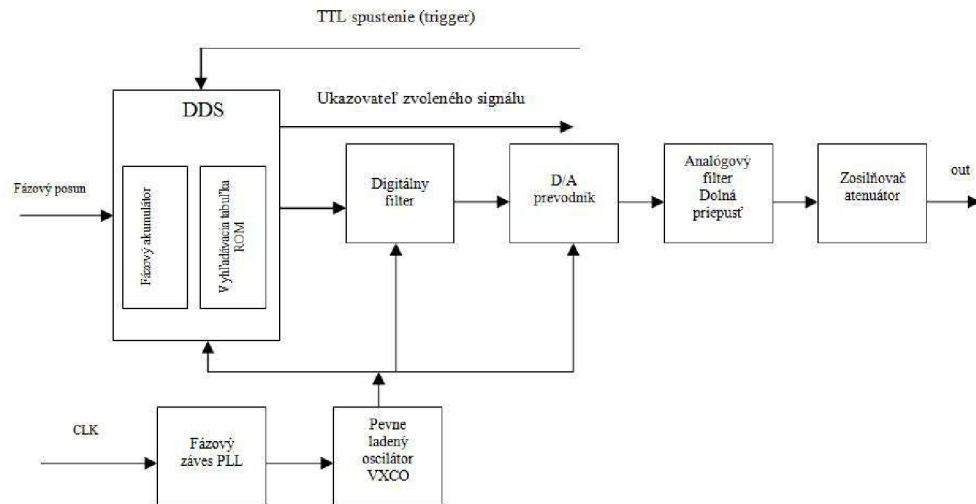 TTL spustenie (trigger)
Ukazovateľ zvoleného signálu
DDS
Fázový posun
Fázový akumulátor
Vyhľadávacia tabuľka
ROM
Digitálny
filter
D/A
prevodník
Analógový
filter
Dolná
priepusť
Zosilňovač
atenuátor
out
CLK
Fázový
záves PLL
Pevne
ladený
oscilátor
VXCO